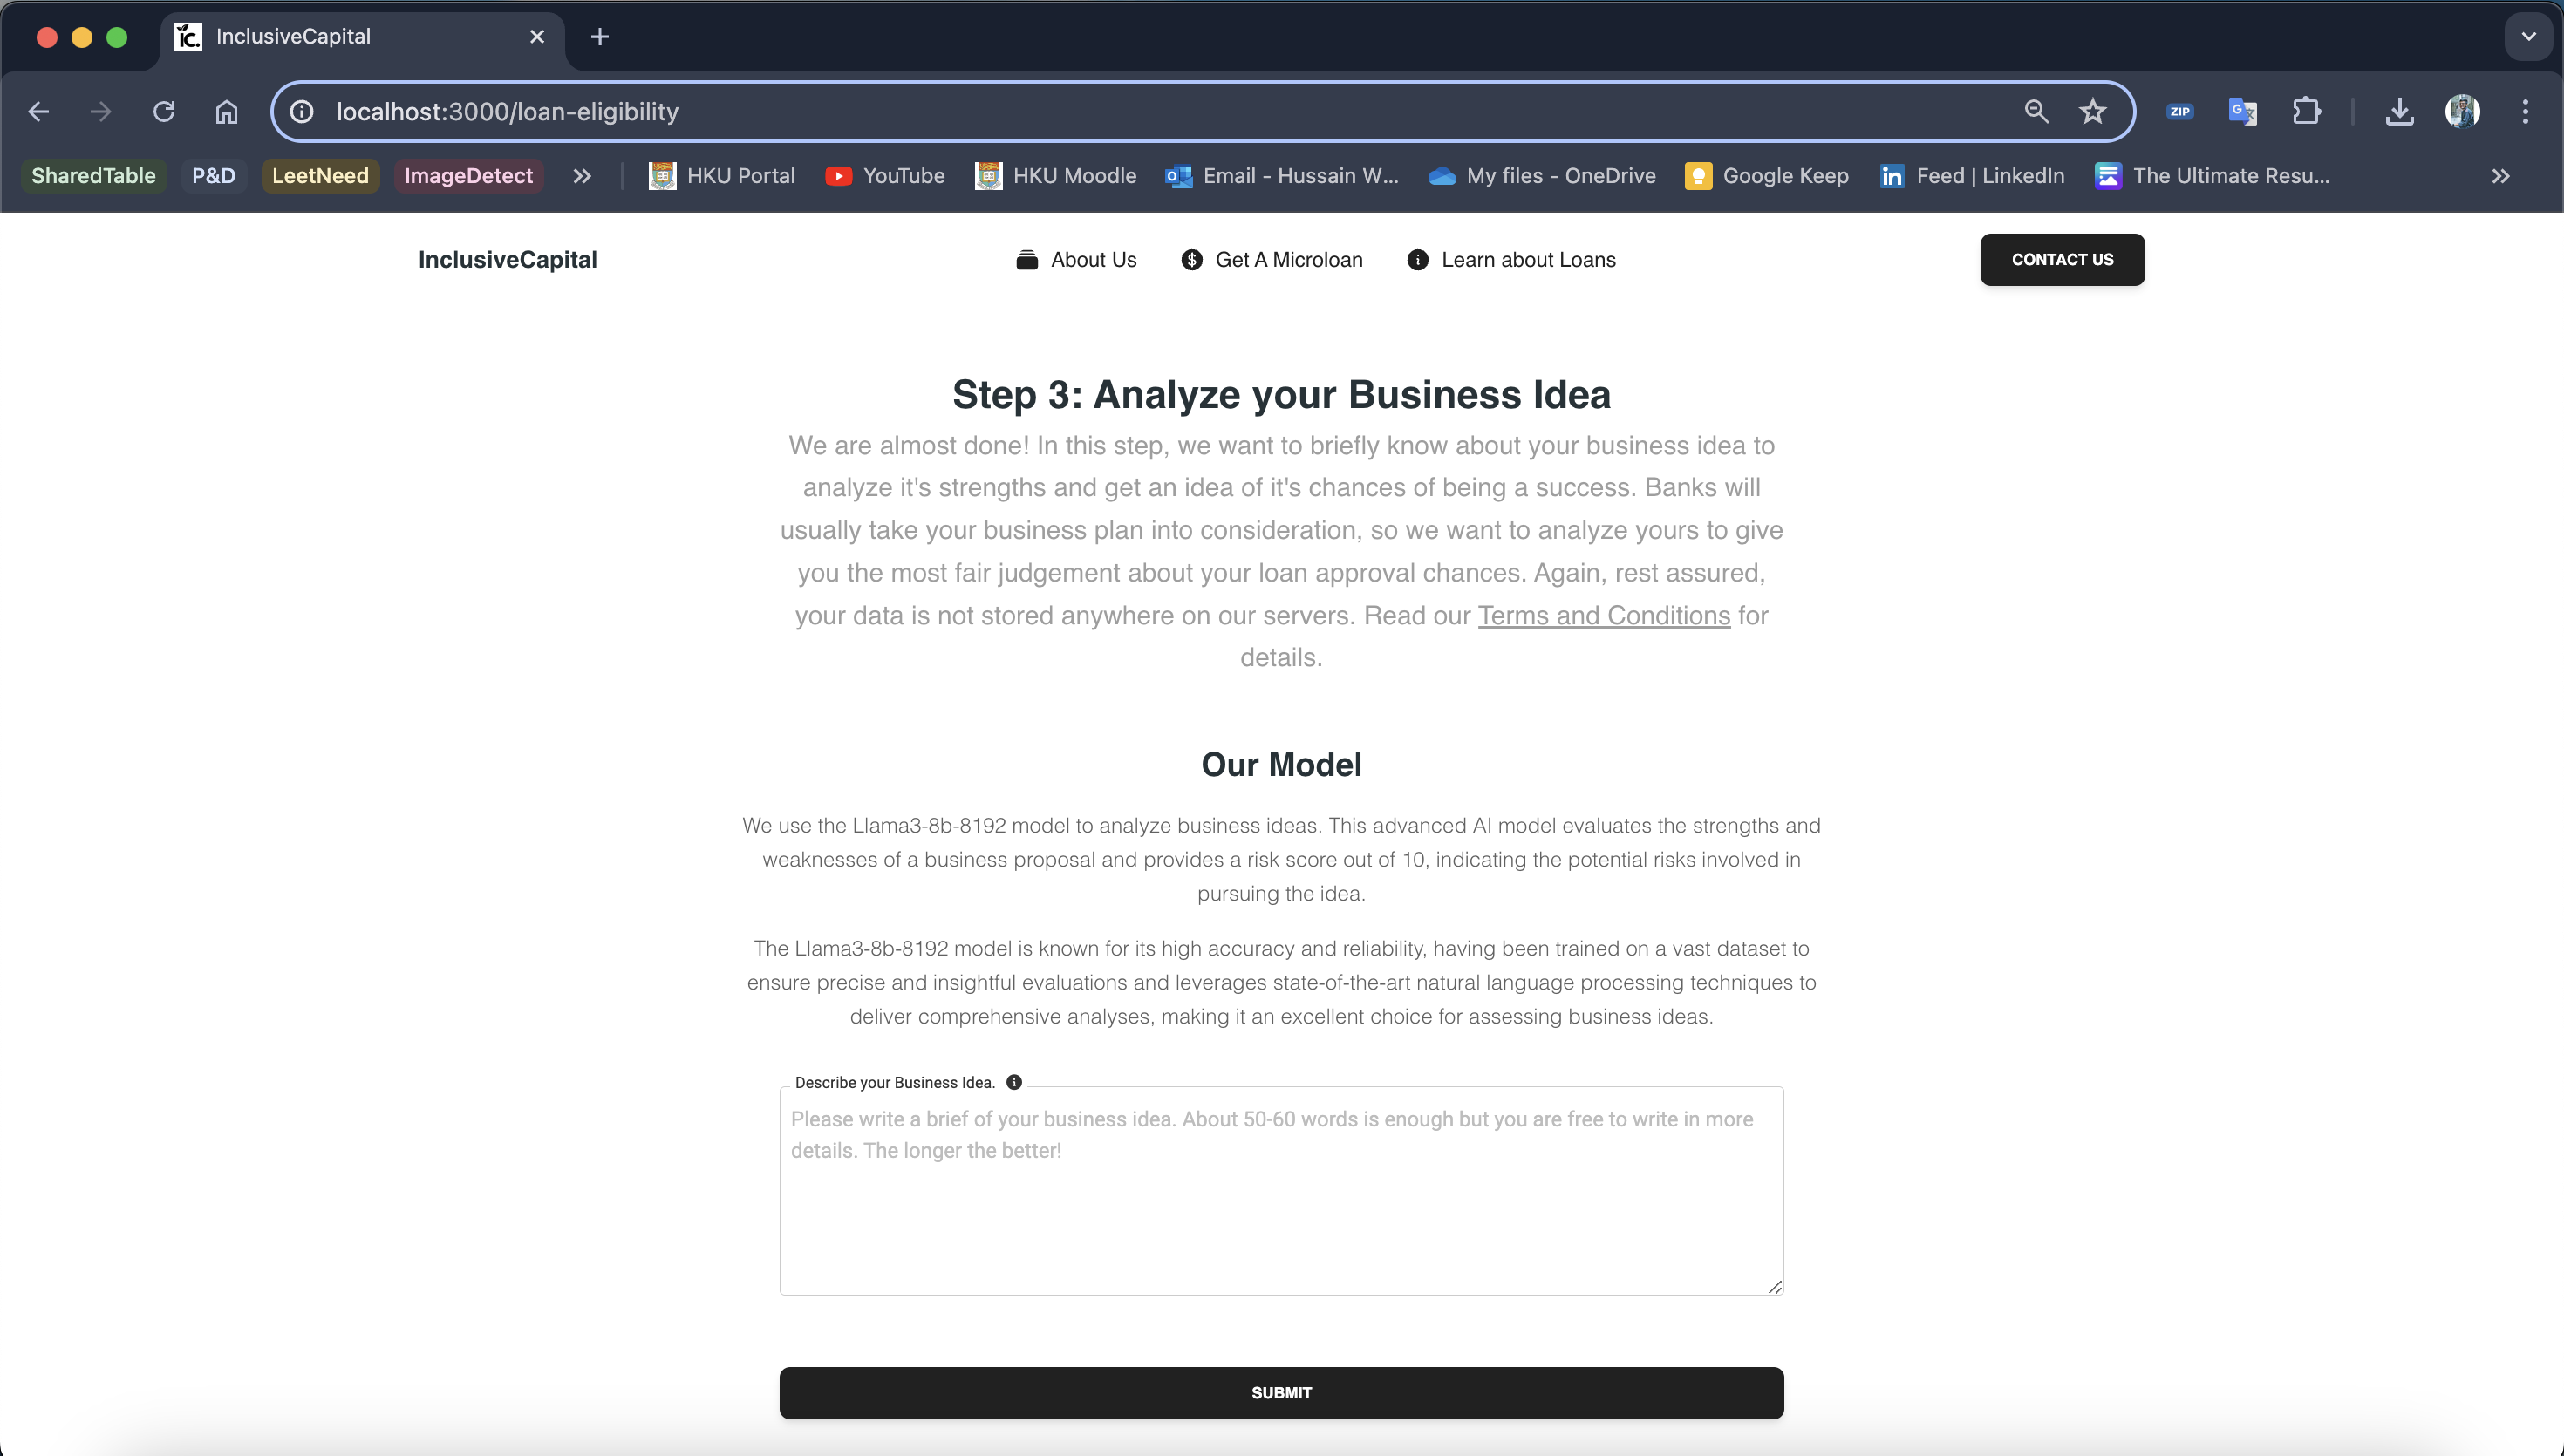 iC. InclusiveCapital
localhost:3000/loan-eligibility
ZIP
SharedTable P&D LeetNeed ImageDetect HKU Portal YouTube HKU Moodle Email - Hussain W... My files - OneDrive Google Keep Feed | LinkedIn The Ultimate Resu...
InclusiveCapital About Us Get A Microloan Learn about Loans CONTACT US
Step 3: Analyze your Business Idea
We are almost done! In this step, we want to briefly know about your business idea to
analyze it's strengths and get an idea of it's chances of being a success. Banks will
usually take your business plan into consideration, so we want to analyze yours to give
you the most fair judgement about your loan approval chances. Again, rest assured,
your data is not stored anywhere on our servers. Read our Terms and Conditions for
details.
Our Model
We use the Llama3-8b-8192 model to analyze business ideas. This advanced AI model evaluates the strengths and
weaknesses of a business proposal and provides a risk score out of 10, indicating the potential risks involved in
pursuing the idea.
The Llama3-8b-8192 model is known for its high accuracy and reliability, having been trained on a vast dataset to
ensure precise and insightful evaluations and leverages state-of-the-art natural language processing techniques to
deliver comprehensive analyses, making it an excellent choice for assessing business ideas.
Describe your Business Idea.
Please write a brief of your business idea. About 50-60 words is enough but you are free to write in more
details. The longer the better!
SUBMIT